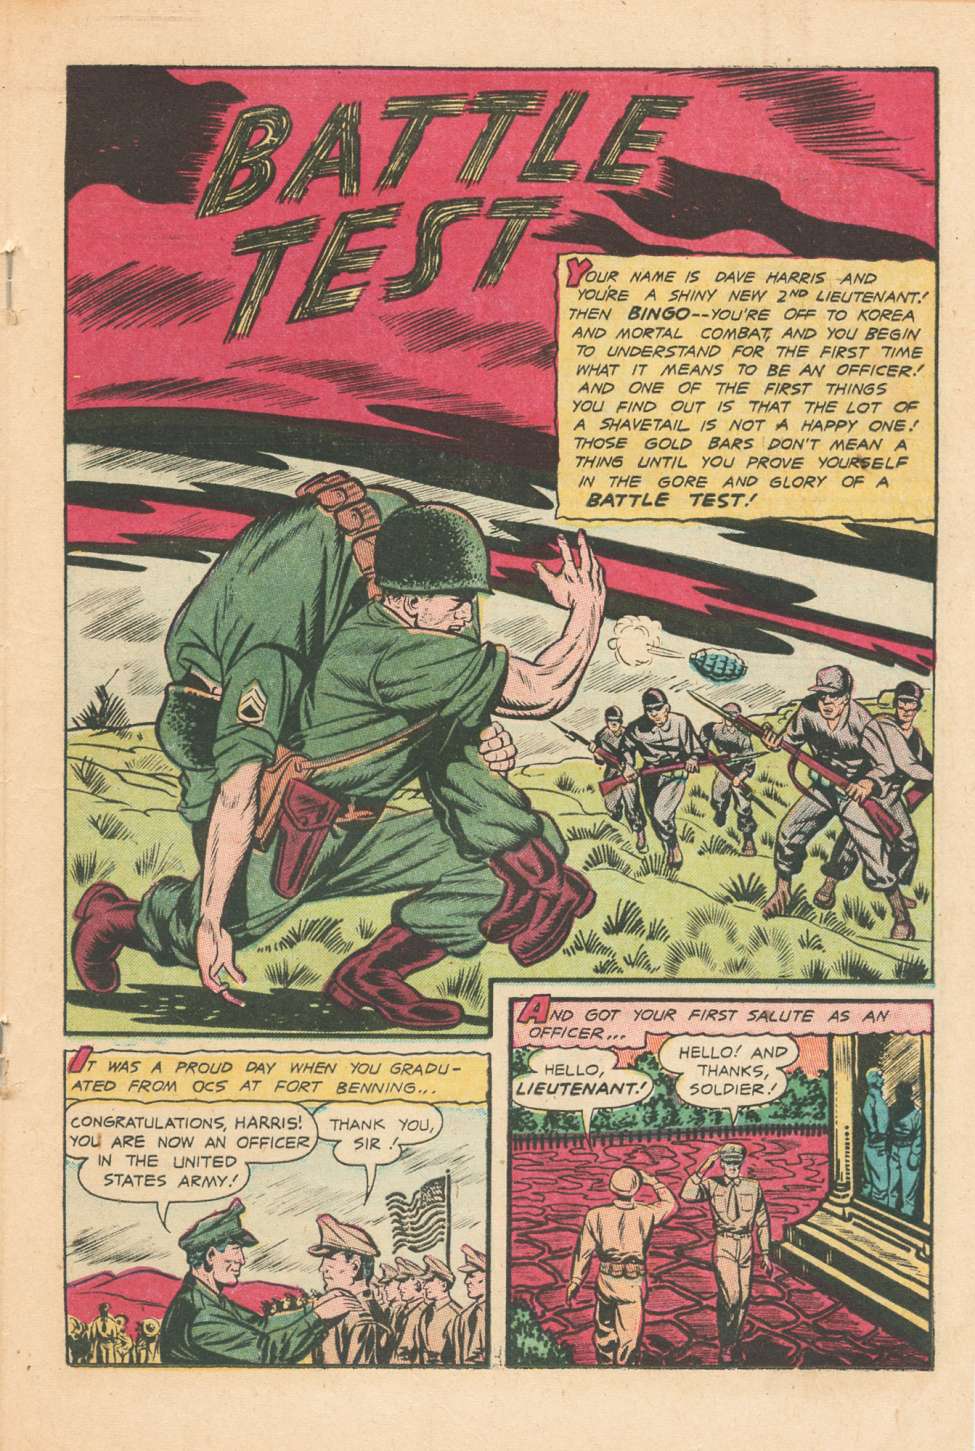 BATTLE
TEST
YOUR NAME IS DAVE HARRIS AND
YOU'RE A SHINY NEW 2ND LIEUTENANT!
THEN BINGO--YOU'RE OFF TO KOREA
AND MORTAL COMBAT, AND YOU BEGIN
TO UNDERSTAND FOR THE FIRST TIME
WHAT IT MEANS TO BE AN OFFICER!
AND ONE OF THE FIRST THINGS
YOU FIND OUT IS THAT THE LOT OF
A SHAVETAIL IS NOT A HAPPY ONE!
THOSE GOLD BARS DON'T MEAN A
THING UNTIL YOU PROVE YOURSELF
IN THE GORE AND GLORY OF A
BATTLE TEST!
IT WAS A PROUD DAY WHEN YOU GRADU-
ATED FROM OCS AT FORT BENNING...
CONGRATULATIONS, HARRIS!
YOU ARE NOW AN OFFICER
IN THE UNITED
STATES ARMY!
THANK YOU,
SIR!
AND GOT YOUR FIRST SALUTE AS AN
OFFICER...
HELLO,
LIEUTENANT!
HELLO! AND
THANKS,
SOLDIER!